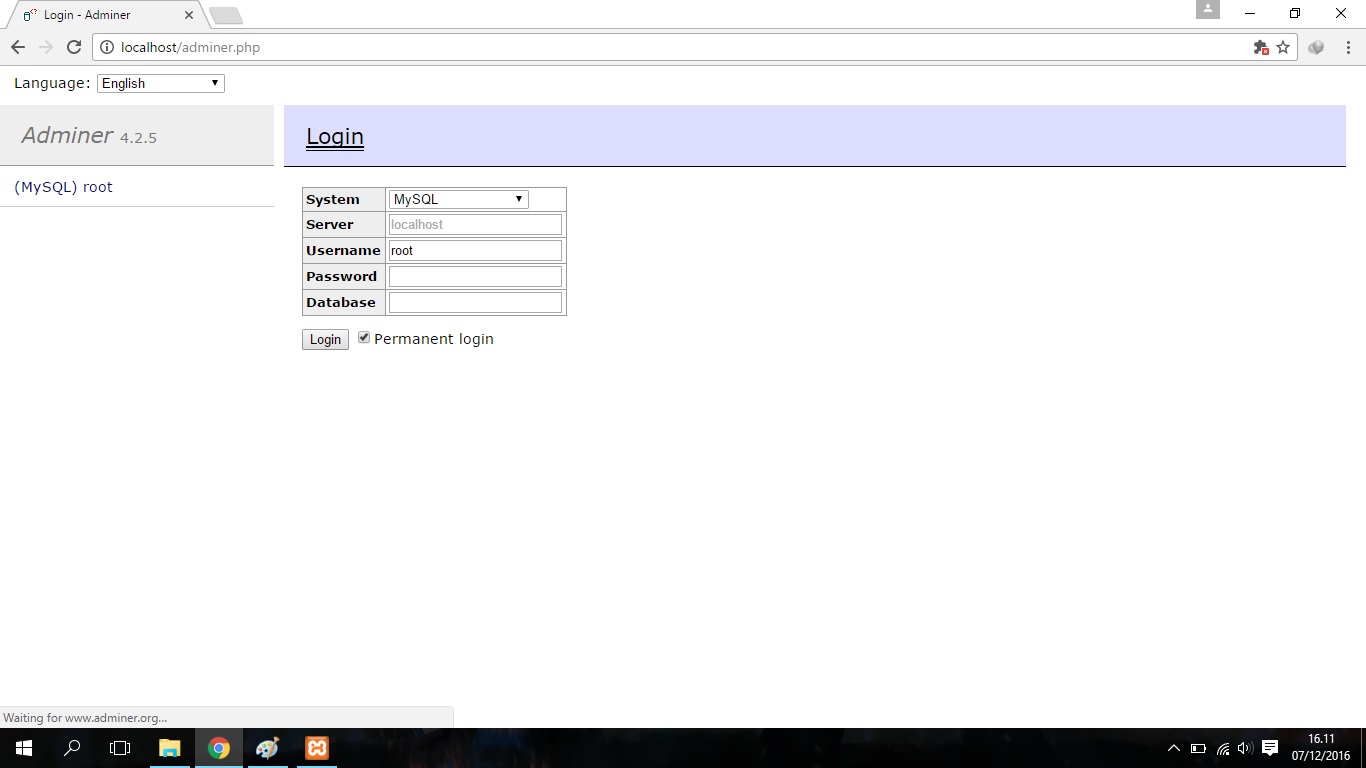 Login - Adminer
localhost/adminer.php
Language: English
Adminer 4.2.5
(MySQL) root
Login
System MySQL
Server localhost
Username root
Password
Database
Login Permanent login
Waiting for www.adminer.org...
16.11
07/12/2016